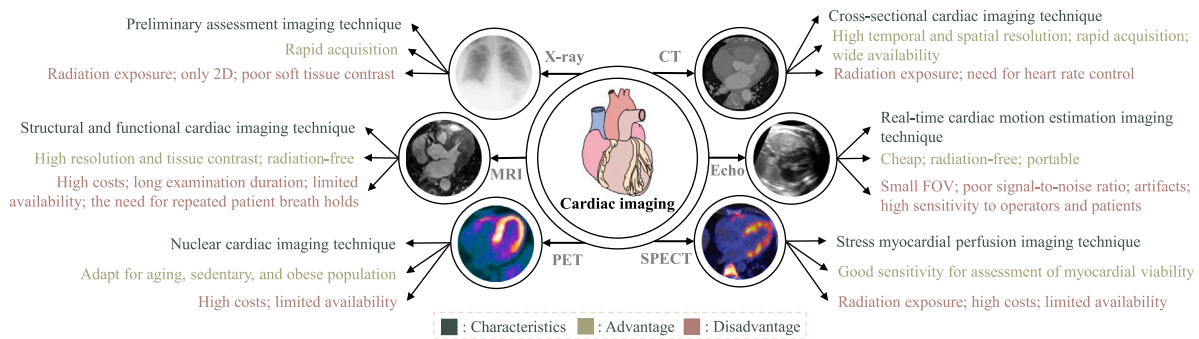 Preliminary assessment imaging technique
Rapid acquisition
Radiation exposure; only 2D; poor soft tissue contrast
X-ray
CT
Cross-sectional cardiac imaging technique
High temporal and spatial resolution; rapid acquisition;
wide availability
Radiation exposure; need for heart rate control
Structural and functional cardiac imaging technique
High resolution and tissue contrast; radiation-free
High costs; long examination duration; limited
availability; the need for repeated patient breath holds
MRI
Cardiac imaging
Echo
Real-time cardiac motion estimation imaging
technique
Cheap; radiation-free; portable
Small FOV; poor signal-to-noise ratio; artifacts;
high sensitivity to operators and patients
Nuclear cardiac imaging technique
Adapt for aging, sedentary, and obese population
High costs; limited availability
PET
SPECT
Stress myocardial perfusion imaging technique
Good sensitivity for assessment of myocardial viability
Radiation exposure; high costs; limited availability
: Characteristics : Advantage : Disadvantage